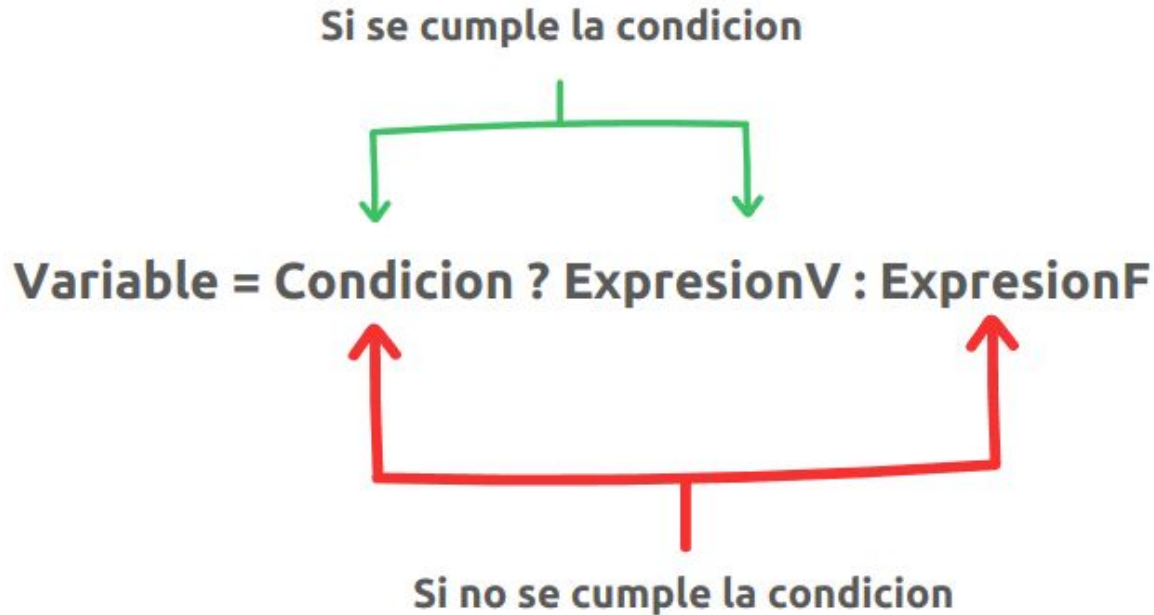 Si se cumple la condicion
Variable = Condicion ? ExpresionV : ExpresionF
Si no se cumple la condicion